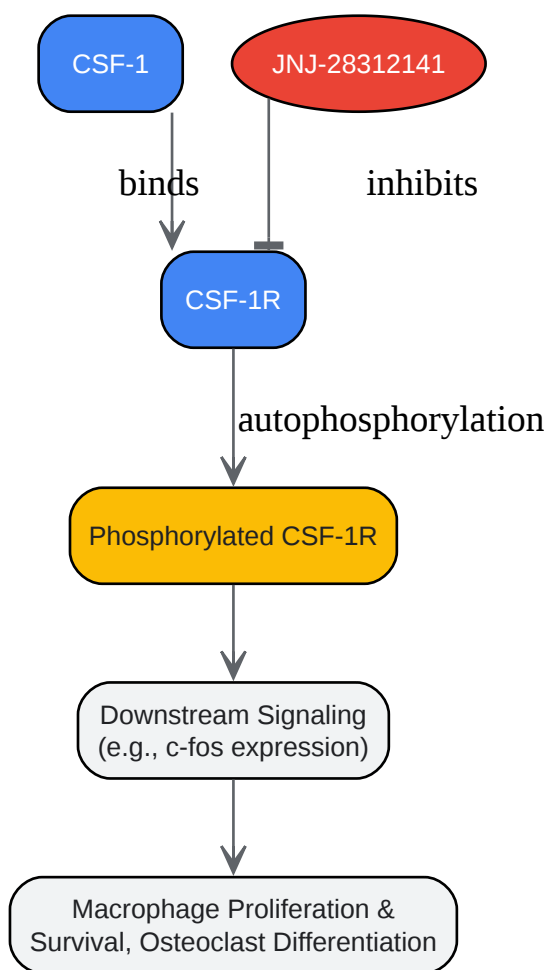 CSF-1
JNJ-28312141
binds
inhibits
CSF-1R
autophosphorylation
Phosphorylated CSF-1R
Downstream Signaling
(e.g., c-fos expression)
Macrophage Proliferation &
Survival, Osteoclast Differentiation